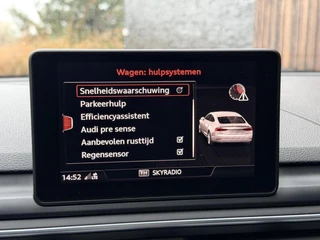 Wagen: hulpsystemen
Snelheidswaarschuwing
Parkeerhulp
Efficiencyassistent
Audi pre sense
Aanbevolen rusttijd
Regensensor
14:52
SKYRADIO